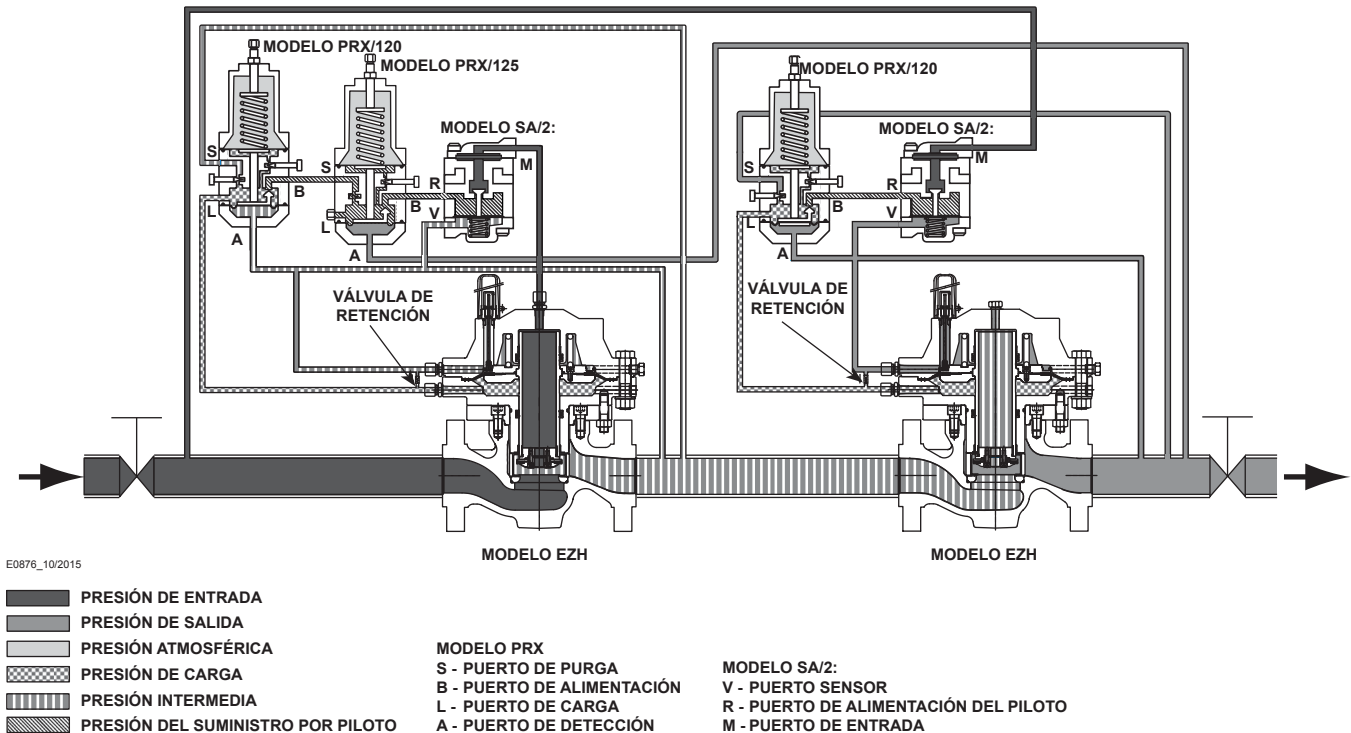 MODELO PRX/120
MODELO PRX/125
MODELO SA/2:
M
S
B
L
A
S
R
B
V
L
A
VÁLVULA DE
RETENCIÓN
MODELO EZH
MODELO PRX/120
MODELO SA/2:
M
S
R
B
V
L
A
VÁLVULA DE
RETENCIÓN
MODELO EZH
E0876_10/2015
PRESIÓN DE ENTRADA
PRESIÓN DE SALIDA
PRESIÓN ATMOSFÉRICA
PRESIÓN DE CARGA
PRESIÓN INTERMEDIA
PRESIÓN DEL SUMINISTRO POR PILOTO
MODELO PRX
S - PUERTO DE PURGA
B - PUERTO DE ALIMENTACIÓN
L - PUERTO DE CARGA
A - PUERTO DE DETECCIÓN
MODELO SA/2:
V - PUERTO SENSOR
R - PUERTO DE ALIMENTACIÓN DEL PILOTO
M - PUERTO DE ENTRADA